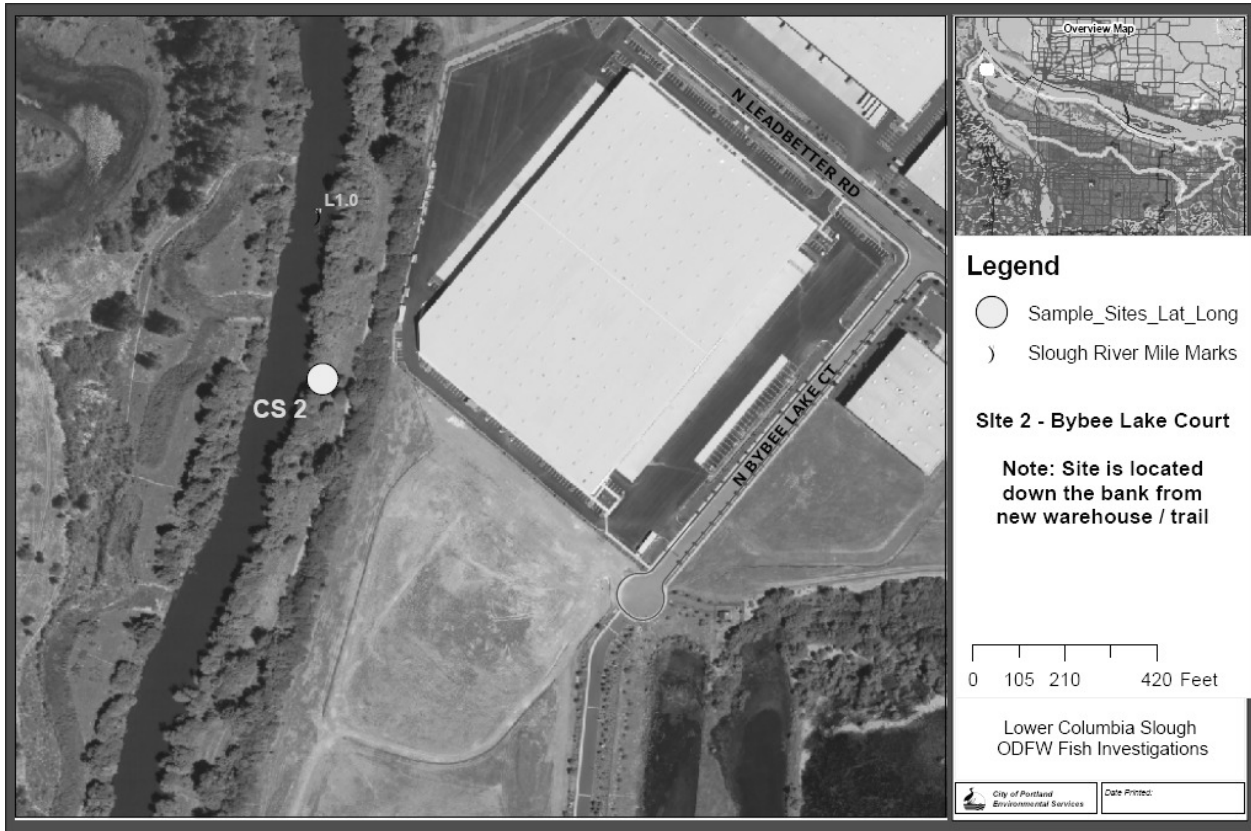 Overview Map
N LEADBETTER RD
L1.0
CS 2
N BYBEE LAKE CT
Legend
Sample_Sites_Lat_Long
Slough River Mile Marks
SIte 2 - Bybee Lake Court
Note: Site is located
down the bank from
new warehouse / trail
0 105 210 420 Feet
Lower Columbia Slough
ODFW Fish Investigations
City of Portland
Environmental Services
Date Printed: